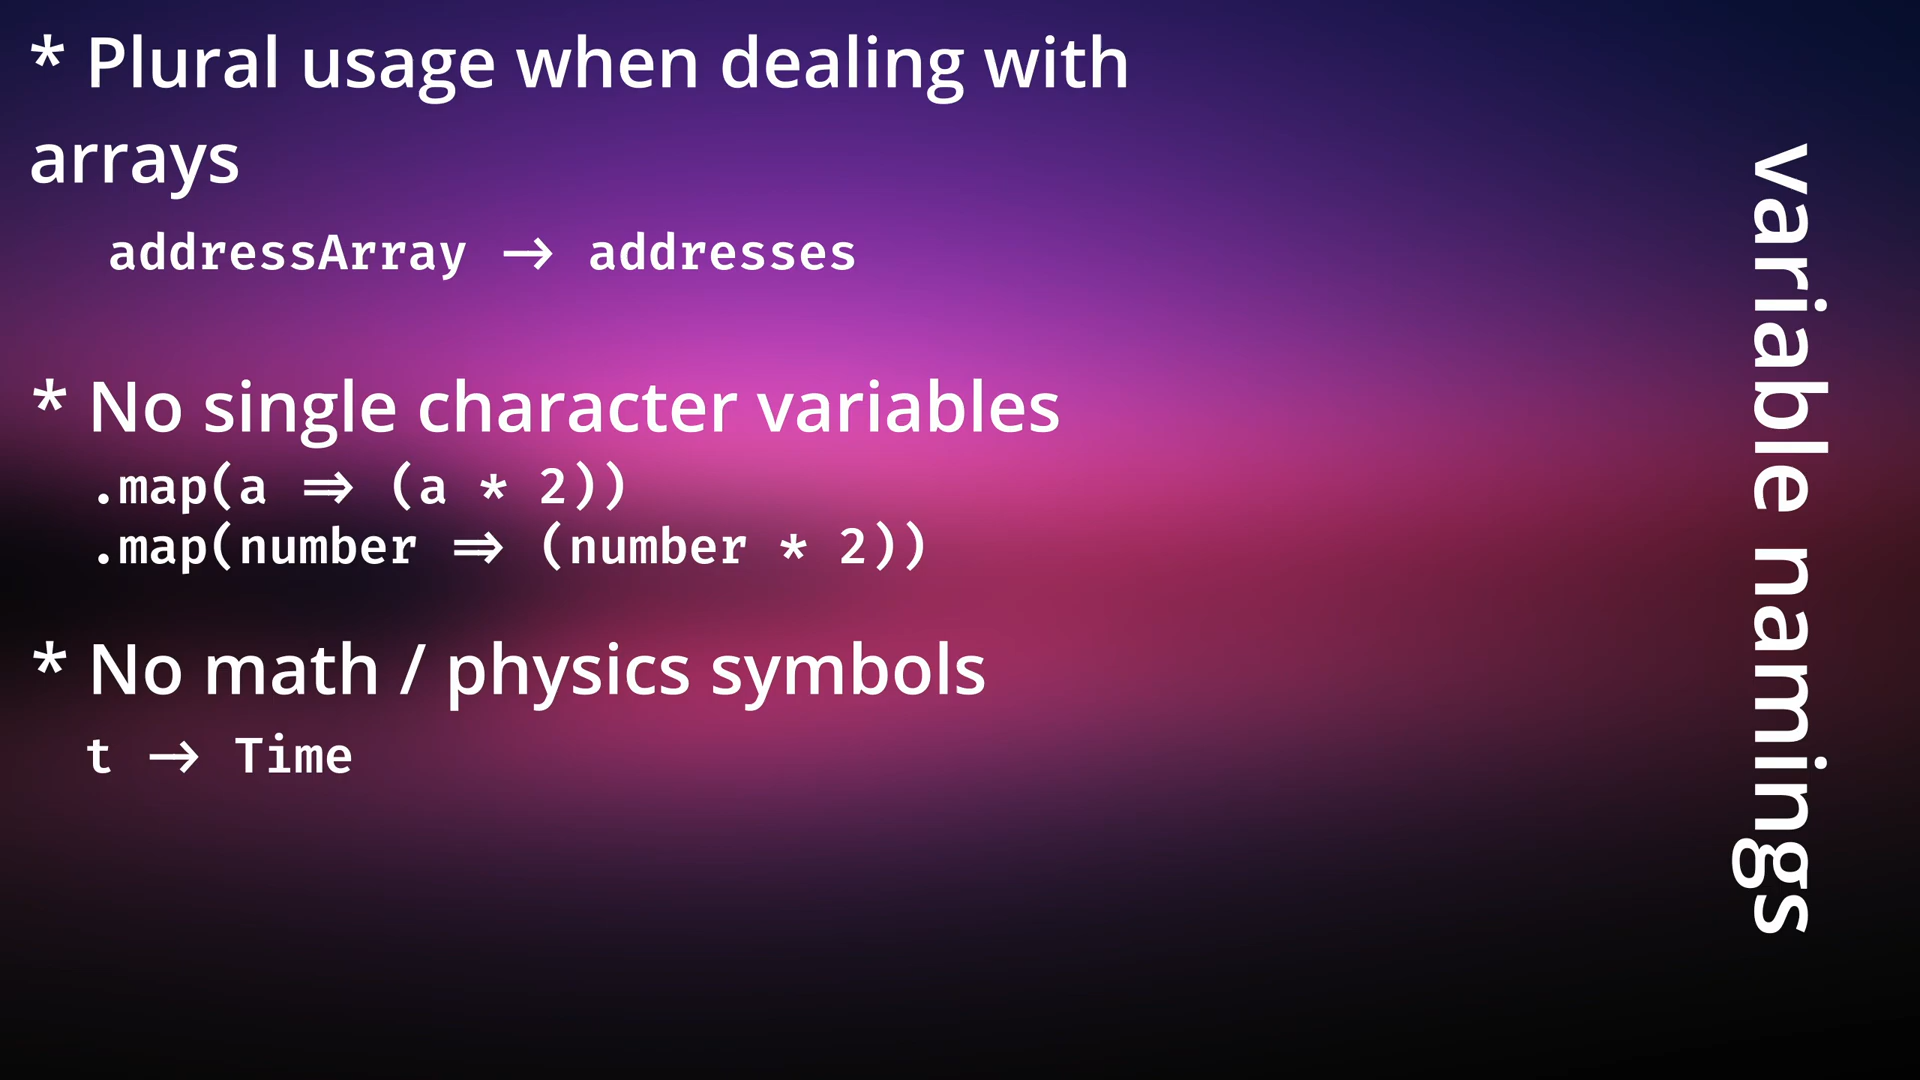 * Plural usage when dealing with
arrays
addressArray → addresses
* No single character variables
.map(a ⇒ (a * 2))
.map(number ⇒ (number * 2))
* No math / physics symbols
t → Time
variable namings